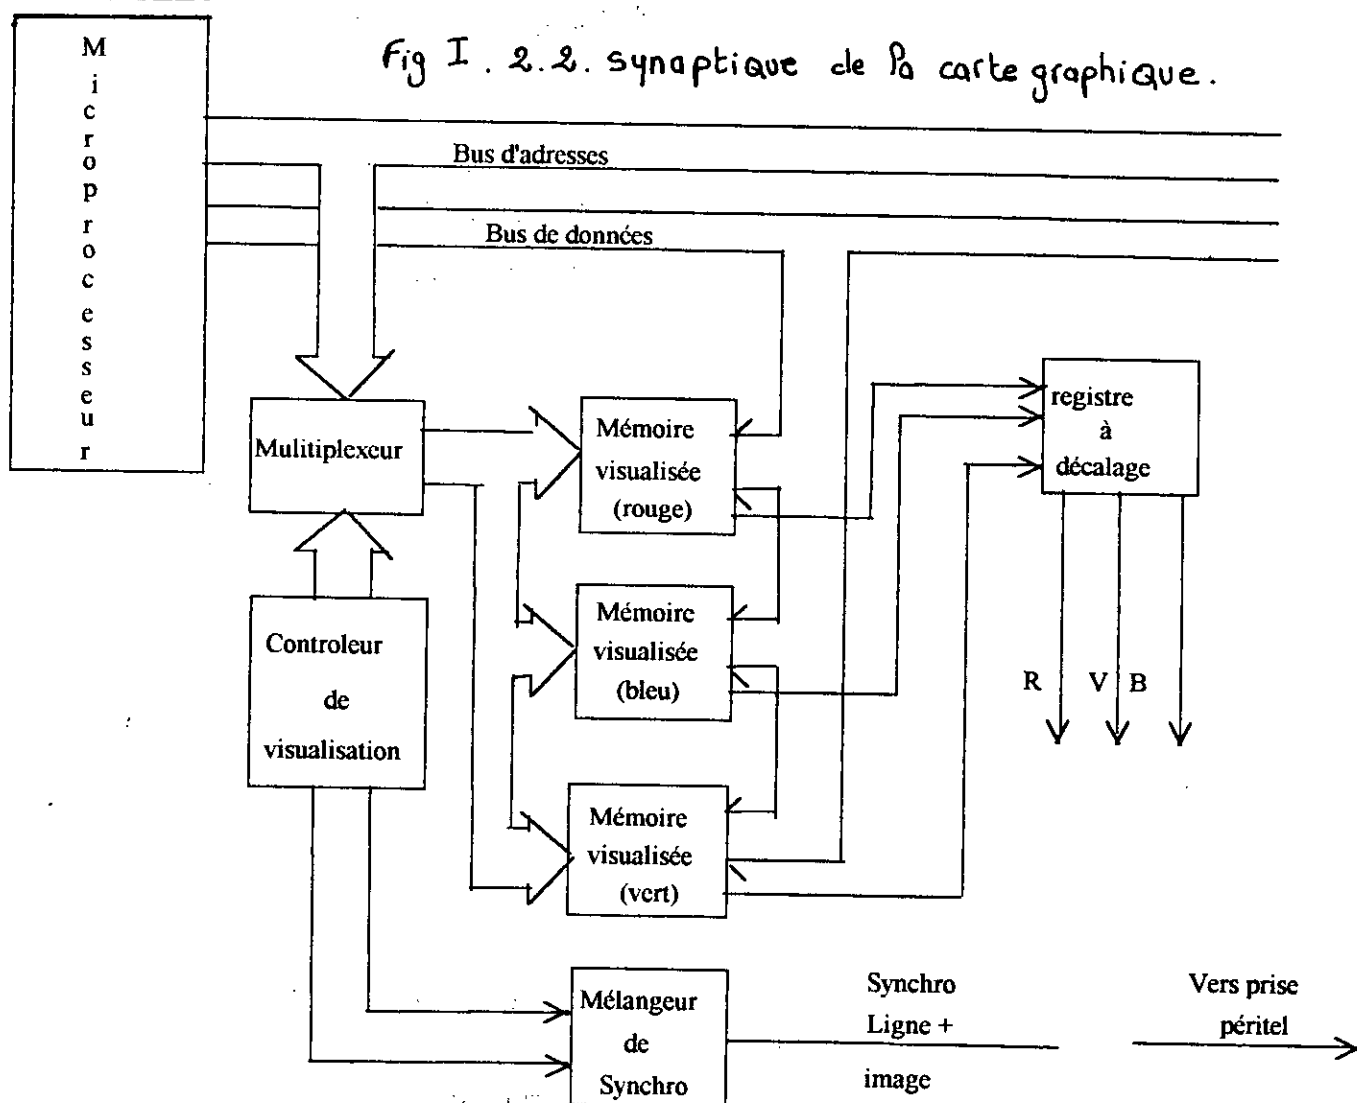 Fig I. 2.2. synaptique de la carte graphique.
Microprocesseur
Bus d'adresses
Bus de données
Mulitiplexeur
Mémoire
visualisée
(rouge)
registre
à
décalage
Controleur
de
visualisation
Mémoire
visualisée
(bleu)
R V B
Mémoire
visualisée
(vert)
Mélangeur
de
Synchro
Synchro
Ligne +
image
Vers prise
péritel